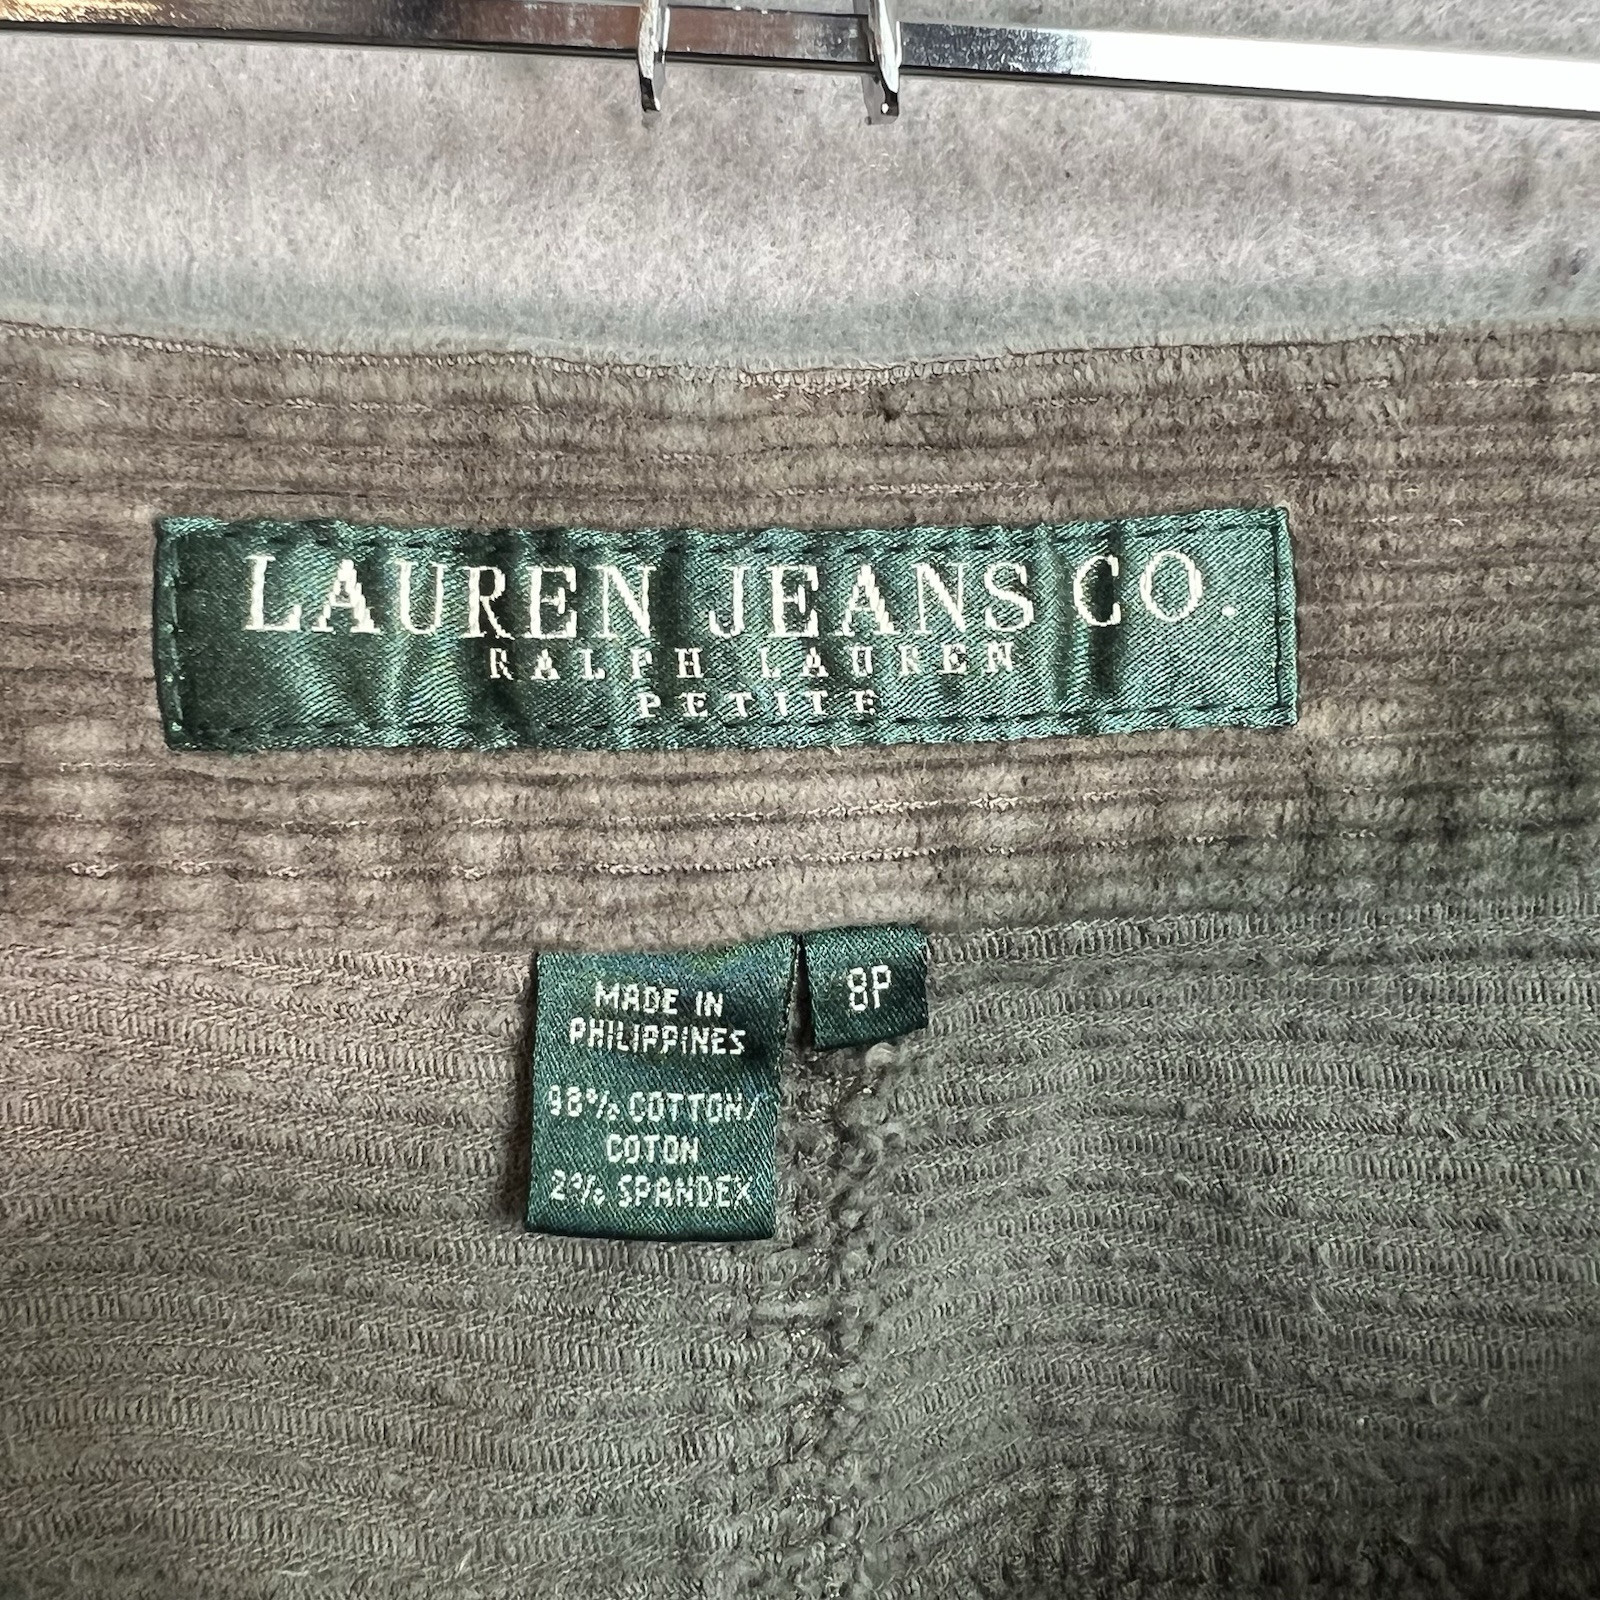 LAUREN JEANS CO.
RALPH LAUREN
PETITE
MADE IN
PHILIPPINES
98% COTTON/
COTON
2% SPANDEX
8P